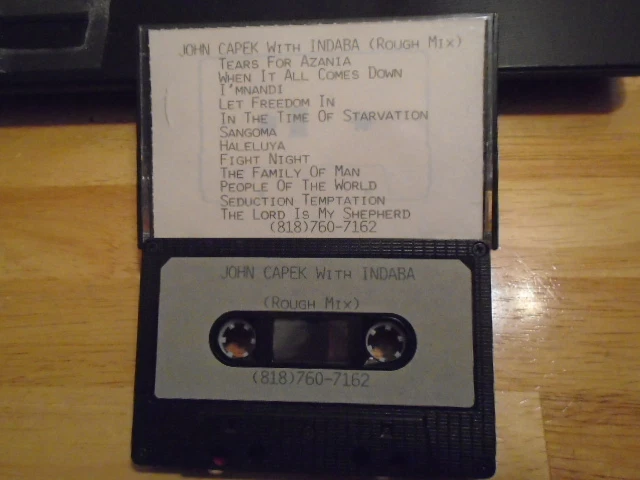 JOHN CAPEK WITH INDABA (ROUGH MIX)
TEARS FOR AZANIA
WHEN IT ALL COMES DOWN
I'MNANDI
LET FREEDOM IN
IN THE TIME OF STARVATION
SANGOMA
HALELUYA
FIGHT NIGHT
THE FAMILY OF MAN
PEOPLE OF THE WORLD
SEDUCTION TEMPTATION
THE LORD IS MY SHEPHERD
(818)760-7162
JOHN CAPEK WITH INDABA
(ROUGH MIX)
(818)760-7162